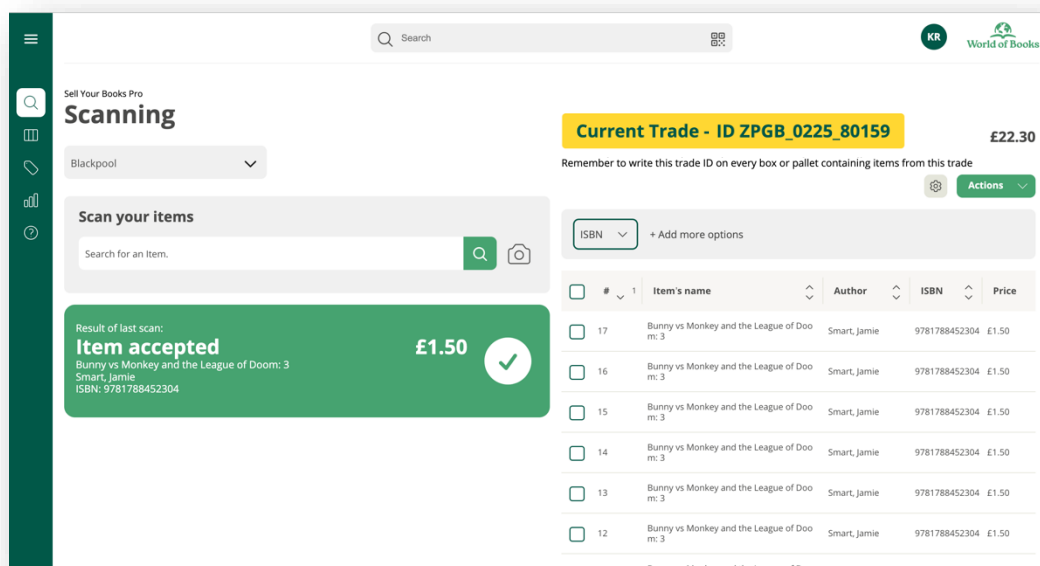 Search
KR
World of Books
Sell Your Books Pro
Scanning
Blackpool
Scan your items
Search for an Item.
Result of last scan:
Item accepted
£1.50
Bunny vs Monkey and the League of Doom: 3
Smart, Jamie
ISBN: 9781788452304
Current Trade - ID ZPGB_0225_80159
£22.30
Remember to write this trade ID on every box or pallet containing items from this trade
Actions
ISBN
+ Add more options
# 1 Item's name Author ISBN Price
17 Bunny vs Monkey and the League of Doo Smart, Jamie 9781788452304 £1.50
m: 3
16 Bunny vs Monkey and the League of Doo Smart, Jamie 9781788452304 £1.50
m: 3
15 Bunny vs Monkey and the League of Doo Smart, Jamie 9781788452304 £1.50
m: 3
14 Bunny vs Monkey and the League of Doo Smart, Jamie 9781788452304 £1.50
m: 3
13 Bunny vs Monkey and the League of Doo Smart, Jamie 9781788452304 £1.50
m: 3
12 Bunny vs Monkey and the League of Doo Smart, Jamie 9781788452304 £1.50
m: 3